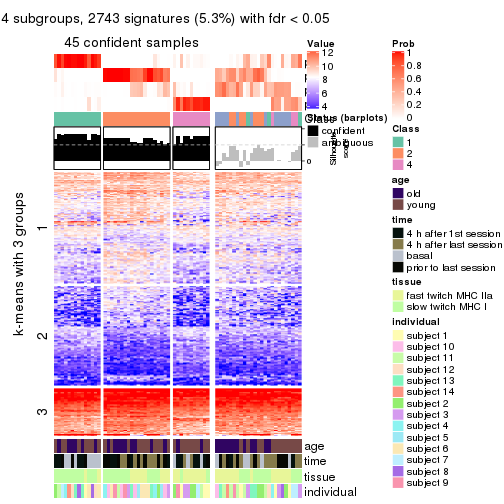 4 subgroups, 2743 signatures (5.3%) with fdr < 0.05
45 confident samples
k-means with 3 groups
1
2
3
age
time
tissue
individual
Value
12
10
8
6
4
Status (barplots)
confident
ambiguous
0
Prob
1
0.8
0.6
0.4
0.2
0
Class
1
2
4
age
old
young
time
4 h after 1st session
4 h after last session
basal
prior to last session
tissue
fast twitch MHC IIa
slow twitch MHC I
individual
subject 1
subject 10
subject 11
subject 12
subject 13
subject 14
subject 2
subject 3
subject 4
subject 5
subject 6
subject 7
subject 8
subject 9